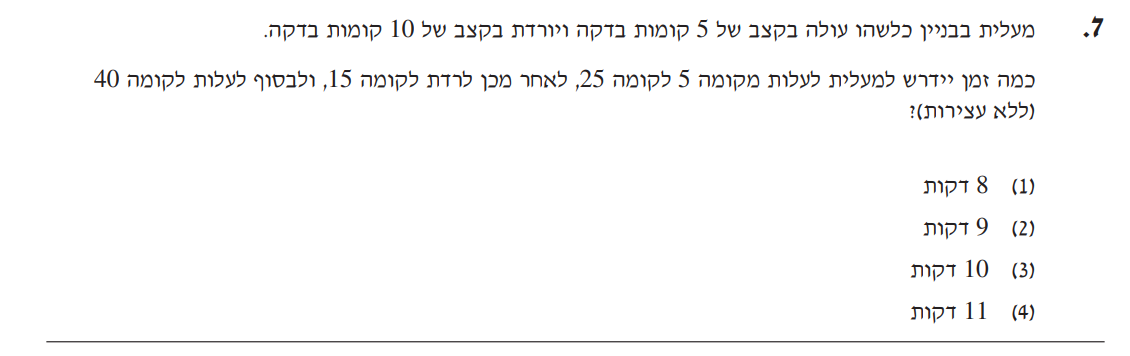 7. מעלית בבניין כלשהו עולה בקצב של 5 קומות בדקה ויורדת בקצב של 10 קומות בדקה.
כמה זמן יידרש למעלית לעלות מקומה 5 לקומה 25, לאחר מכן לרדת לקומה 15, ולבסוף לעלות לקומה 40
(ללא עצירות)?
(1) 8 דקות
(2) 9 דקות
(3) 10 דקות
(4) 11 דקות